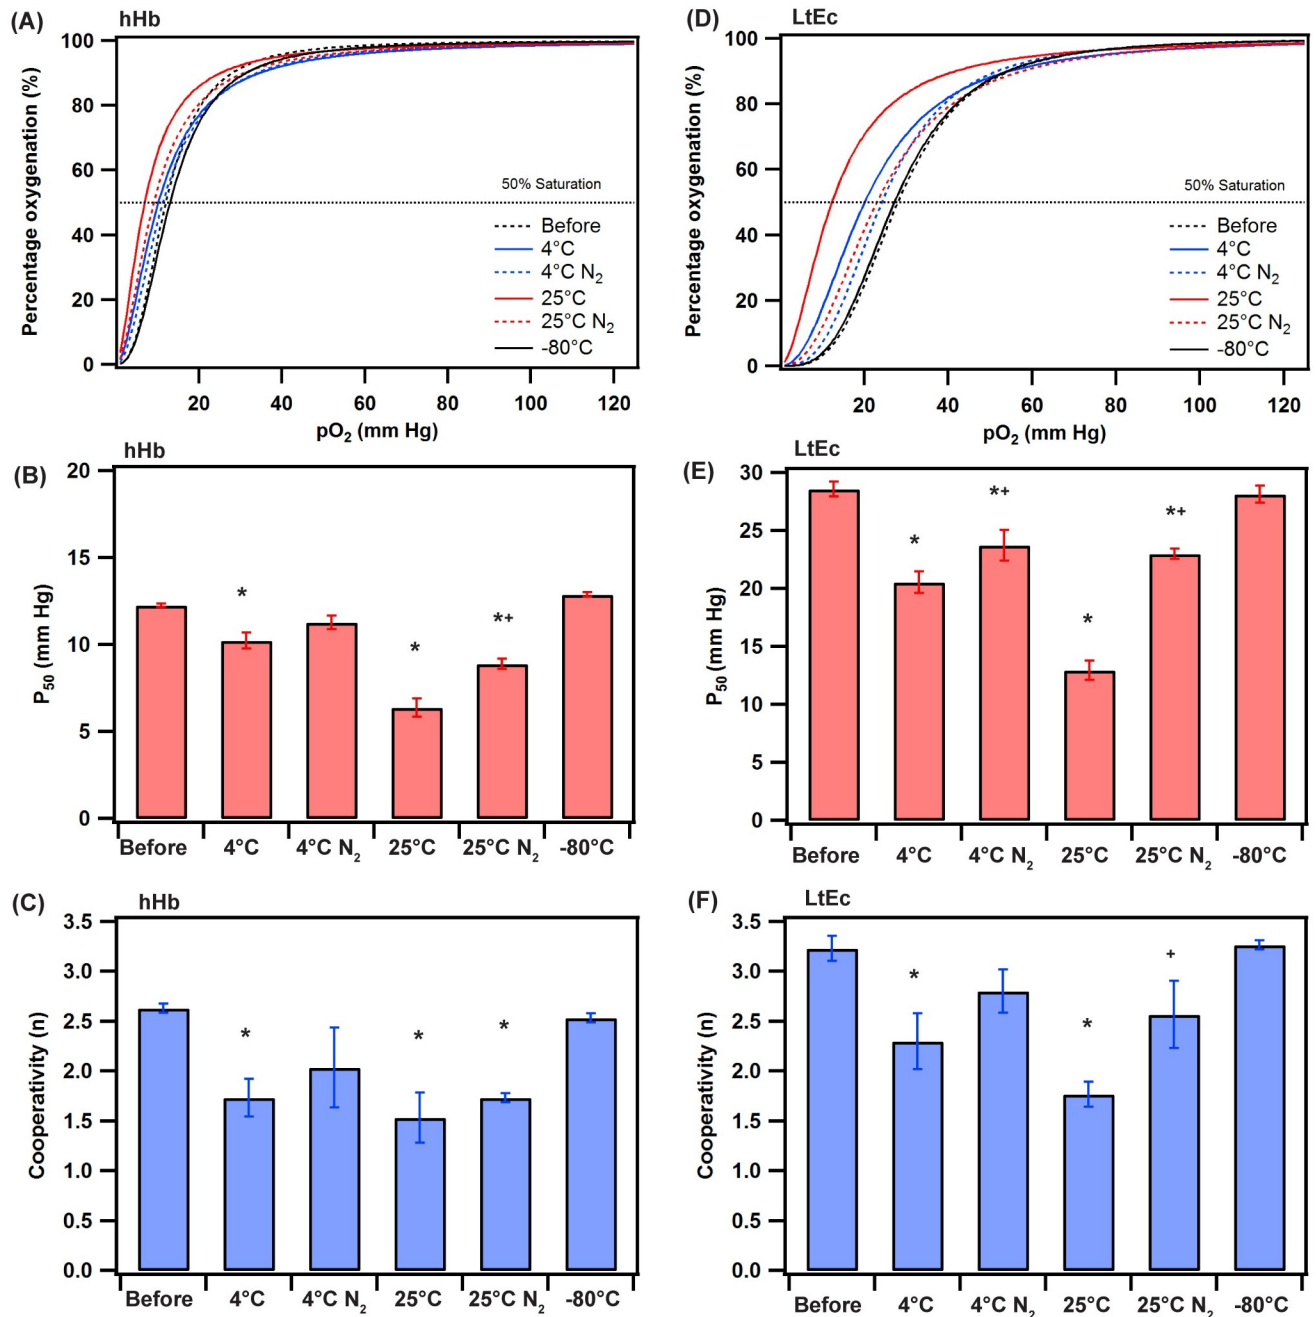 (A)
hHb
Percentage oxygenation (%)
100
80
60
40
20
0
50% Saturation
Before
4°C
4°C N₂
25°C
25°C N₂
-80°C
20 40 60 80 100 120
pO₂ (mm Hg)
(D)
LtEc
Percentage oxygenation (%)
100
80
60
40
20
0
50% Saturation
Before
4°C
4°C N₂
25°C
25°C N₂
-80°C
20 40 60 80 100 120
pO₂ (mm Hg)
(B)
hHb
P₅₀ (mm Hg)
20
15
10
5
0
* * *+
Before 4°C 4°C N₂ 25°C 25°C N₂ -80°C
(E)
LtEc
P₅₀ (mm Hg)
30
25
20
15
10
5
0
* *+ * *+
Before 4°C 4°C N₂ 25°C 25°C N₂ -80°C
(C)
hHb
Cooperativity (n)
3.5
3.0
2.5
2.0
1.5
1.0
0.5
0.0
* * *
Before 4°C 4°C N₂ 25°C 25°C N₂ -80°C
(F)
LtEc
Cooperativity (n)
3.5
3.0
2.5
2.0
1.5
1.0
0.5
0.0
* * +
Before 4°C 4°C N₂ 25°C 25°C N₂ -80°C